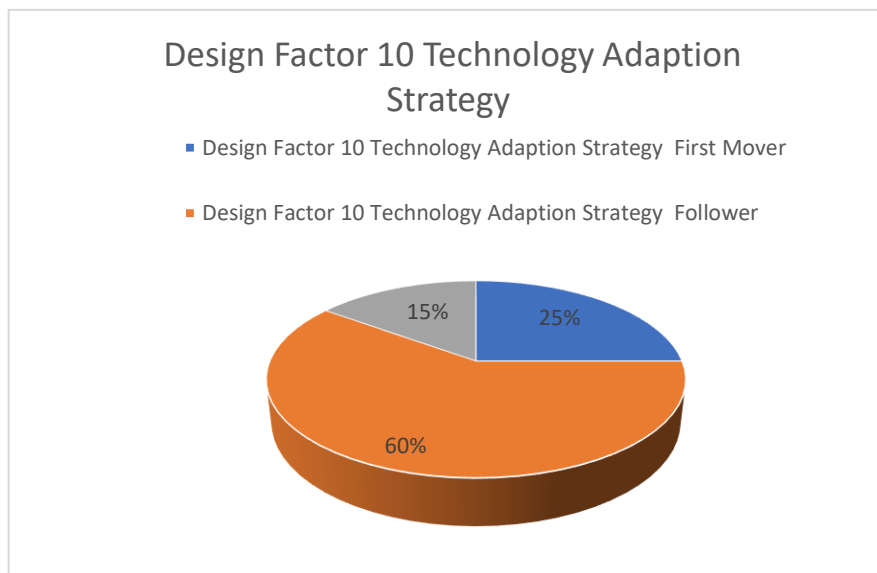 Design Factor 10 Technology Adaption
Strategy
Design Factor 10 Technology Adaption Strategy  First Mover
Design Factor 10 Technology Adaption Strategy  Follower
15%
25%
60%